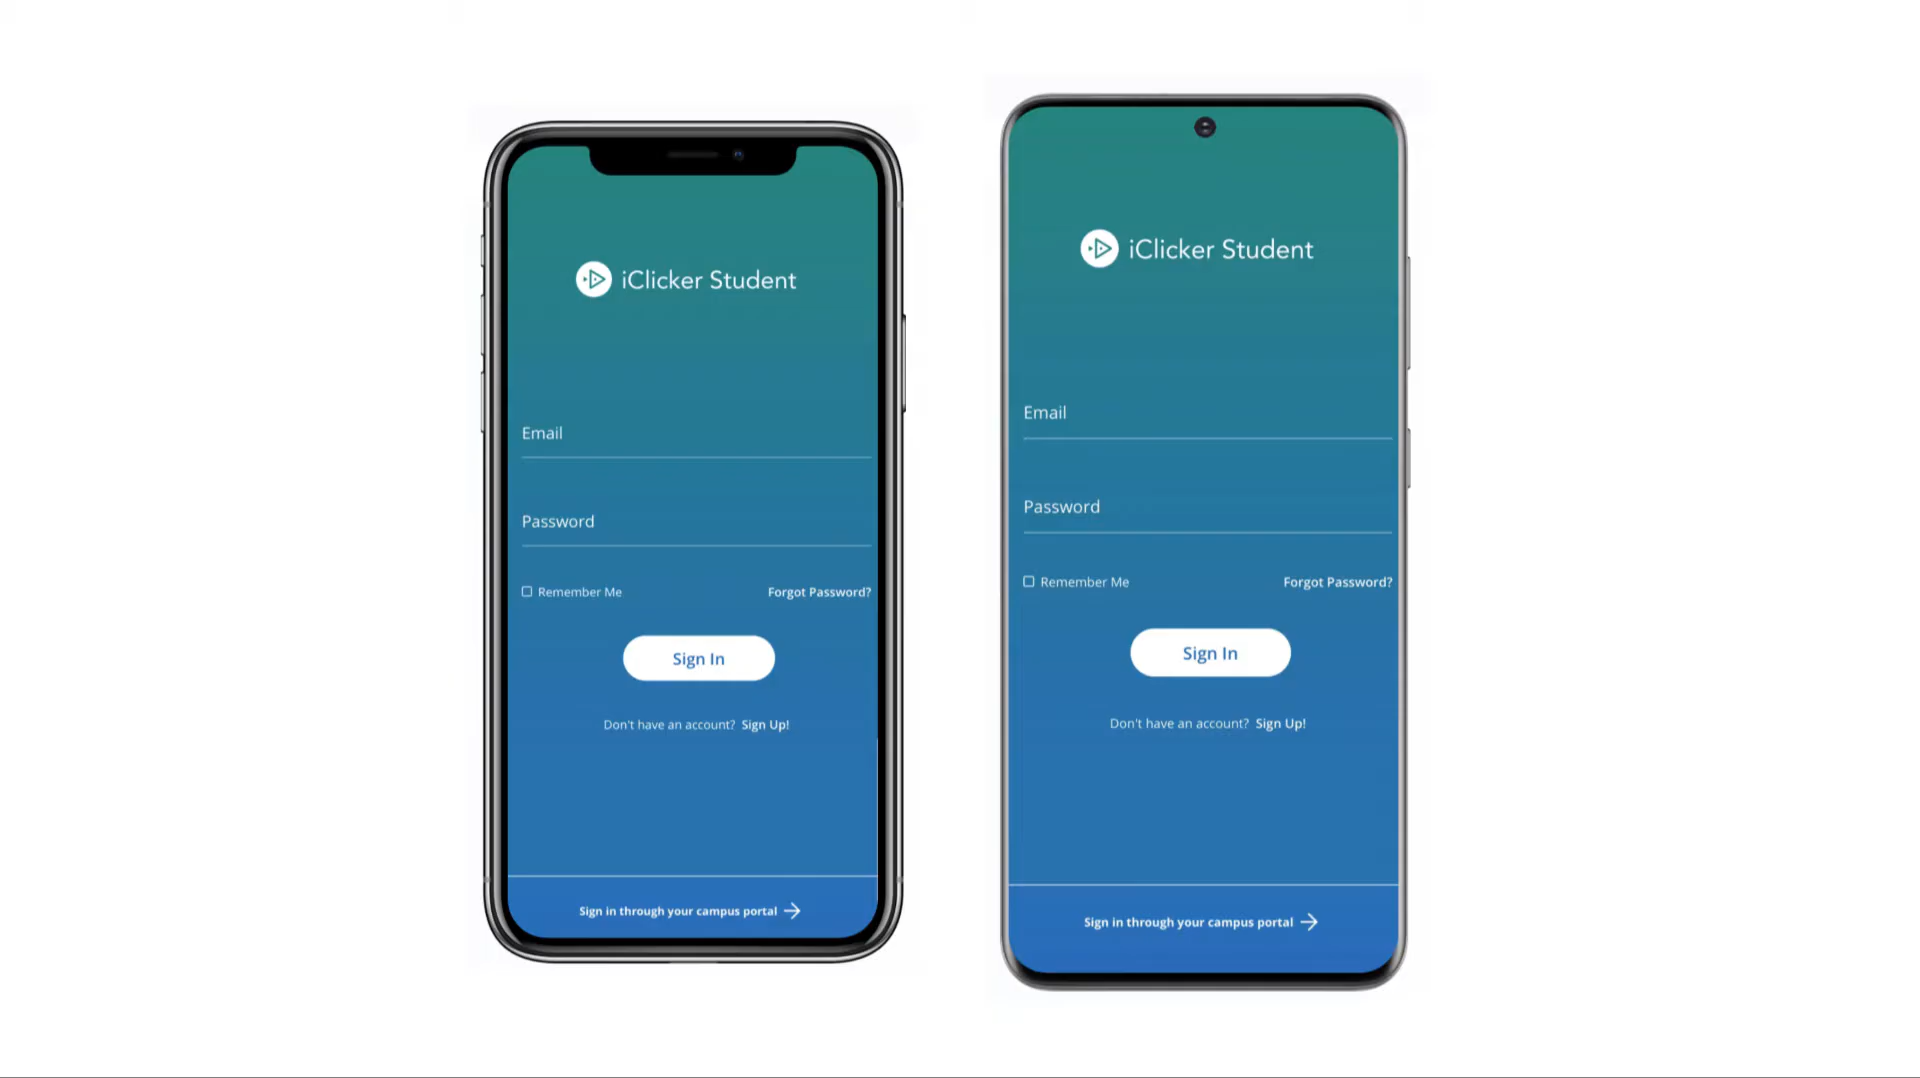 iClicker Student
Email
Password
Remember Me
Forgot Password?
Sign In
Don't have an account? Sign Up!
Sign in through your campus portal
iClicker Student
Email
Password
Remember Me
Forgot Password?
Sign In
Don't have an account? Sign Up!
Sign in through your campus portal